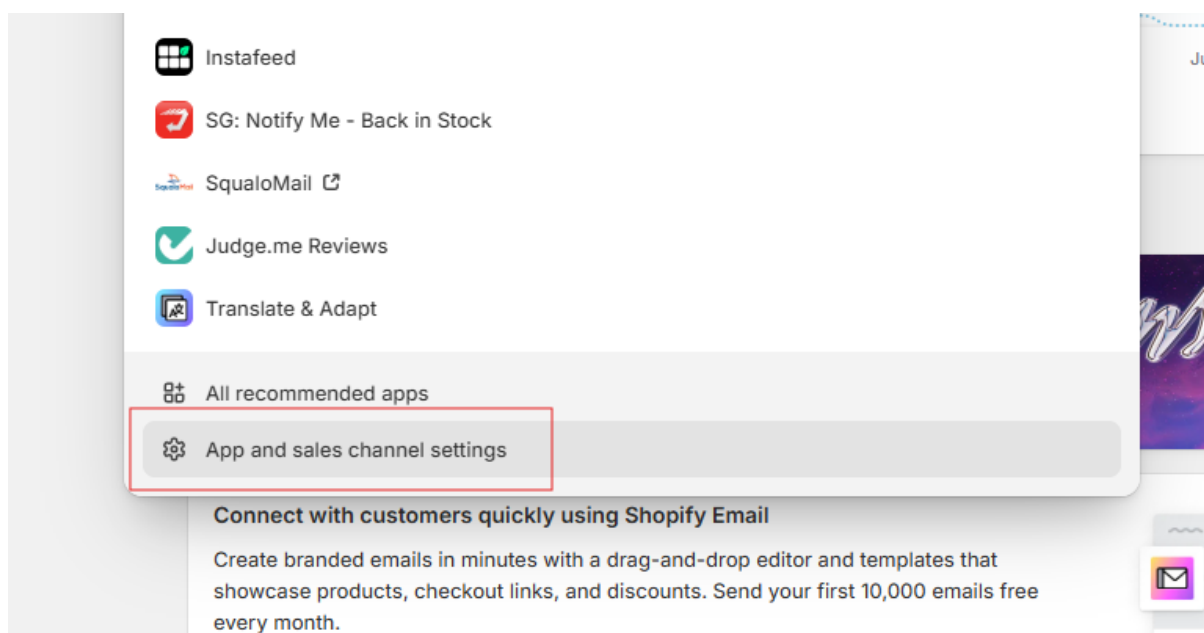 Instafeed
SG: Notify Me - Back in Stock
SqualoMail
Judge.me Reviews
Translate & Adapt
All recommended apps
App and sales channel settings
Connect with customers quickly using Shopify Email
Create branded emails in minutes with a drag-and-drop editor and templates that
showcase products, checkout links, and discounts. Send your first 10,000 emails free
every month.